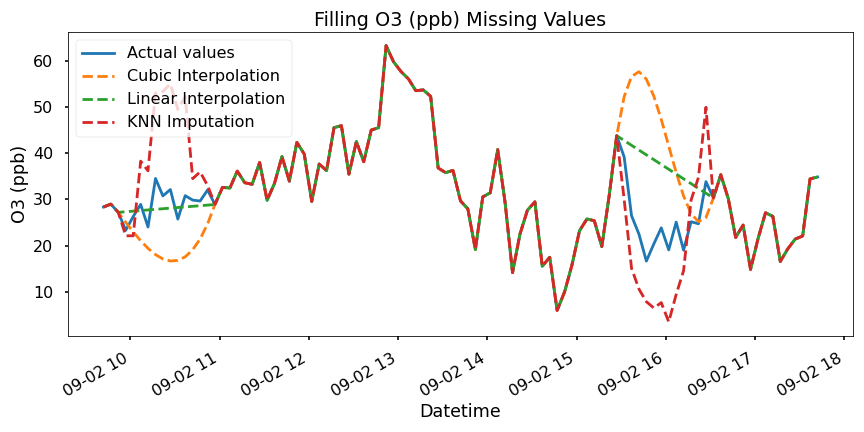 Filling O3 (ppb) Missing Values
Actual values
Cubic Interpolation
Linear Interpolation
KNN Imputation
O3 (ppb)
60
50
40
30
20
10
09-02 10
09-02 11
09-02 12
09-02 13
09-02 14
09-02 15
09-02 16
09-02 17
09-02 18
Datetime